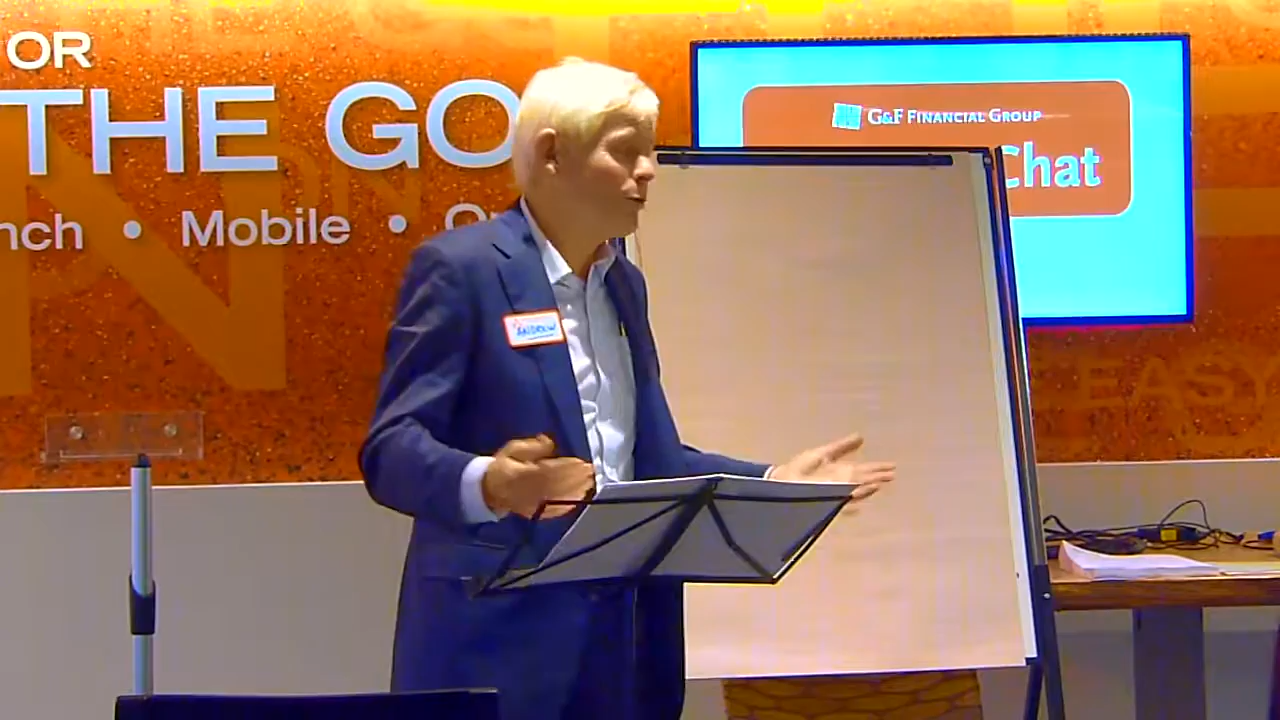 OR
THE GO
nch • Mobile • O
G&F FINANCIAL GROUP
Chat
ANDREW
EASY